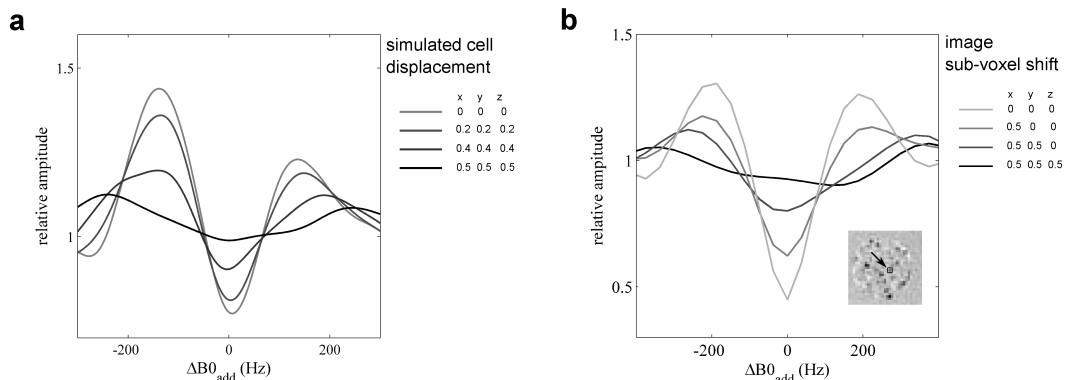 a
simulated cell
displacement
x y z
0 0 0
0.2 0.2 0.2
0.4 0.4 0.4
0.5 0.5 0.5
1.5
1
relative ampitude
-200 0 200
ΔB0add (Hz)
b
image
sub-voxel shift
x y z
0 0 0
0.5 0 0
0.5 0.5 0
0.5 0.5 0.5
1.5
1
0.5
relative ampitude
-200 0 200
ΔB0add (Hz)